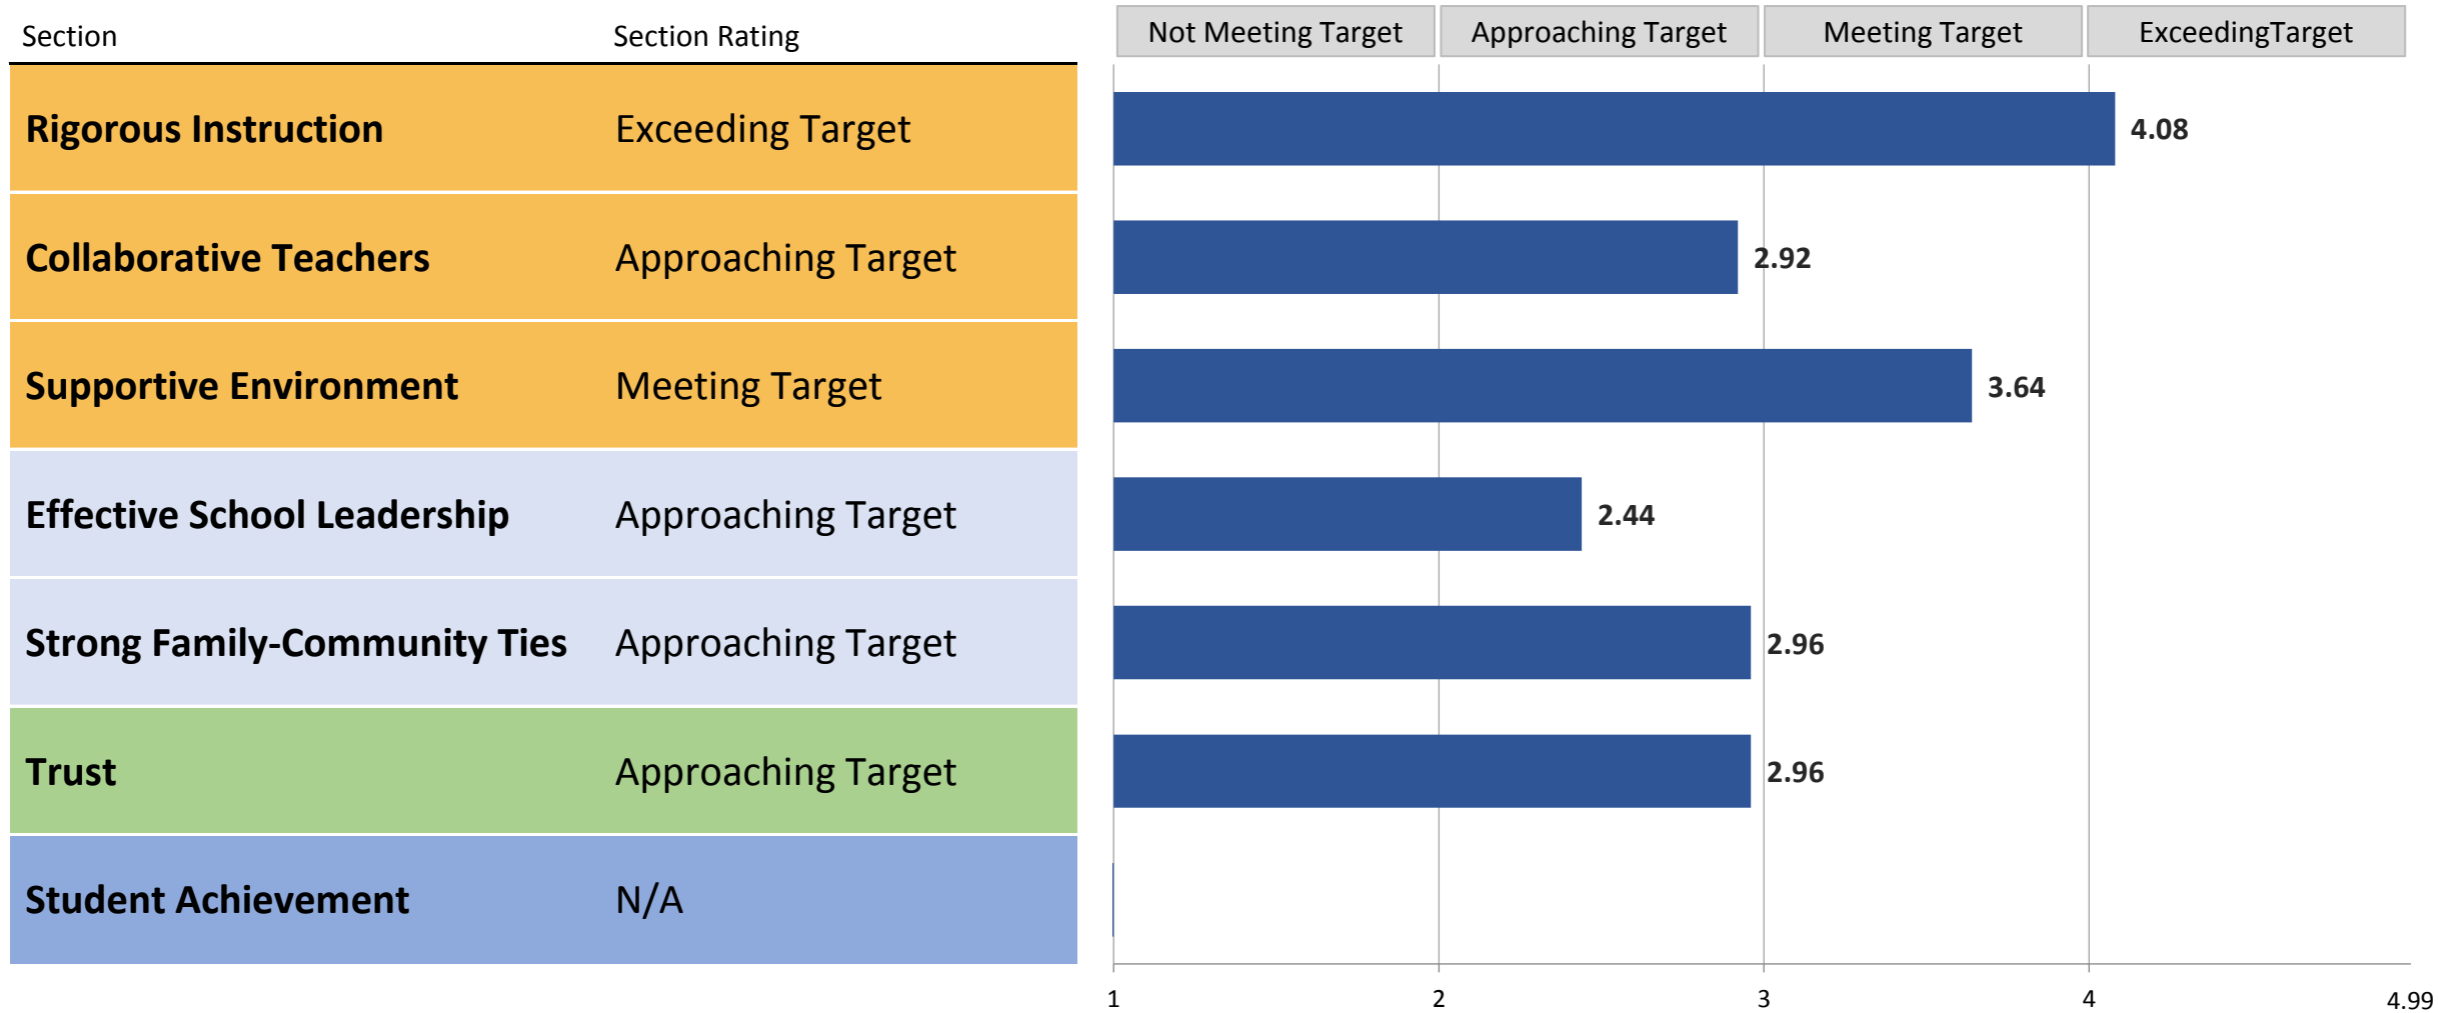 Section Section Rating Not Meeting Target Approaching Target Meeting Target ExceedingTarget
Rigorous Instruction Exceeding Target 4.08
Collaborative Teachers Approaching Target 2.92
Supportive Environment Meeting Target 3.64
Effective School Leadership Approaching Target 2.44
Strong Family-Community Ties Approaching Target 2.96
Trust Approaching Target 2.96
Student Achievement N/A
1 2 3 4 4.99